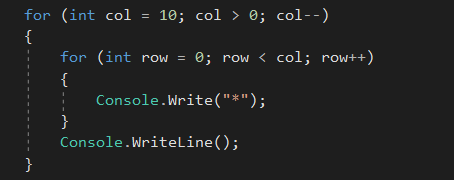 for (int col = 10; col > 0; col--)
{
    for (int row = 0; row < col; row++)
    {
        Console.Write("*");
    }
    Console.WriteLine();
}